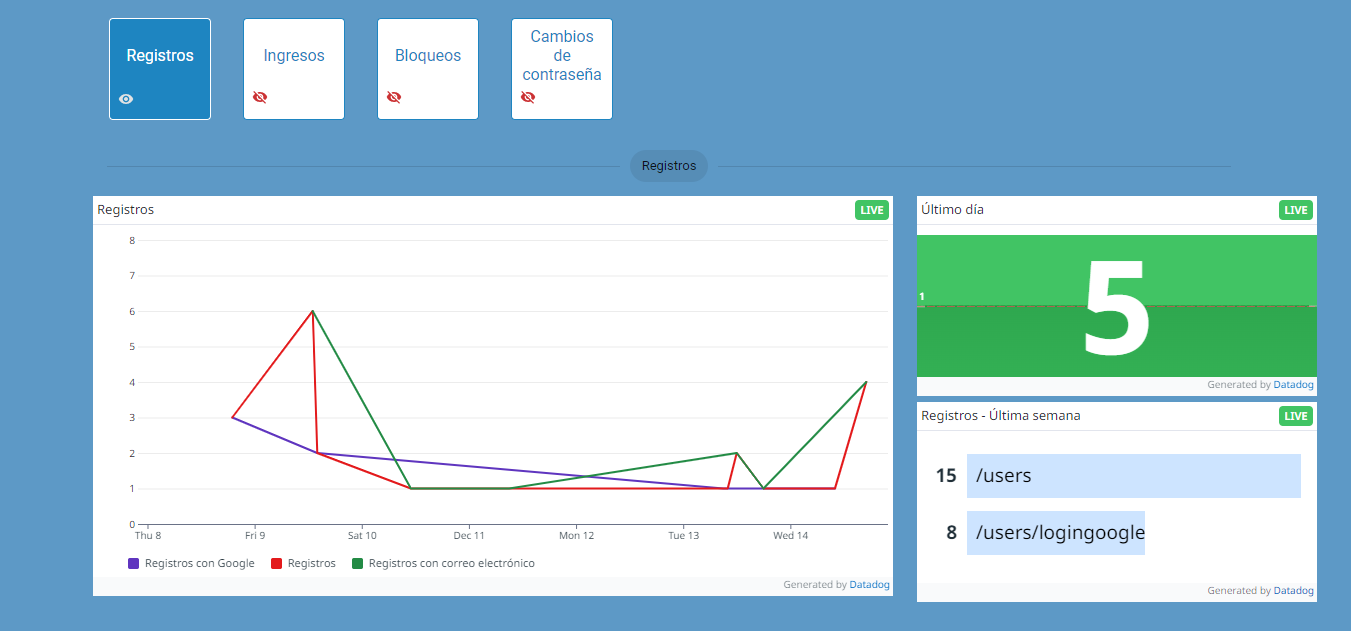 Registros
Ingresos
Bloqueos
Cambios
de
contraseña
Registros
Registros
LIVE
8
7
6
5
4
3
2
1
0
Thu 8
Fri 9
Sat 10
Dec 11
Mon 12
Tue 13
Wed 14
Registros con Google
Registros
Registros con correo electrónico
Generated by Datadog
Último día
LIVE
1
5
Generated by Datadog
Registros - Última semana
LIVE
15 /users
8 /users/logingoogle
Generated by Datadog